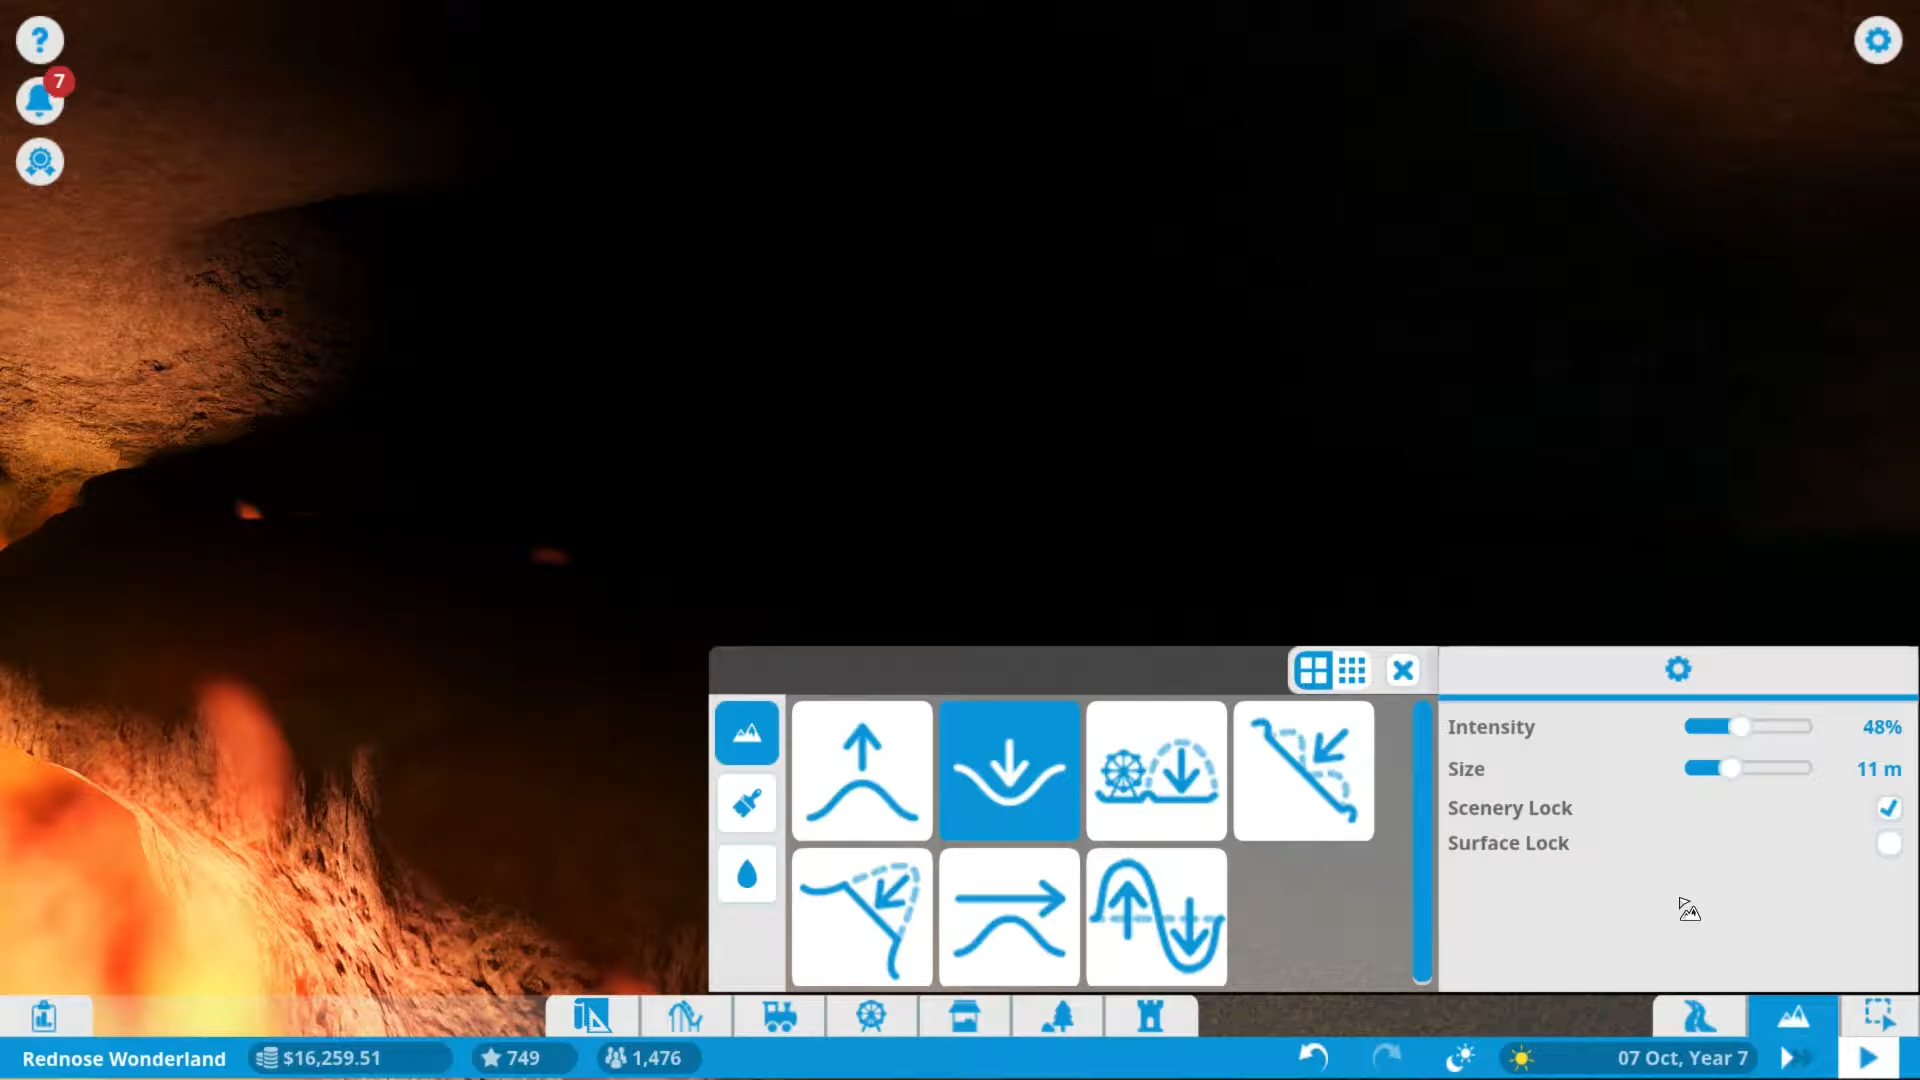 ?
7
Intensity 48%
Size 11 m
Scenery Lock
Surface Lock
Rednose Wonderland $16,259.51 749 1,476 07 Oct, Year 7